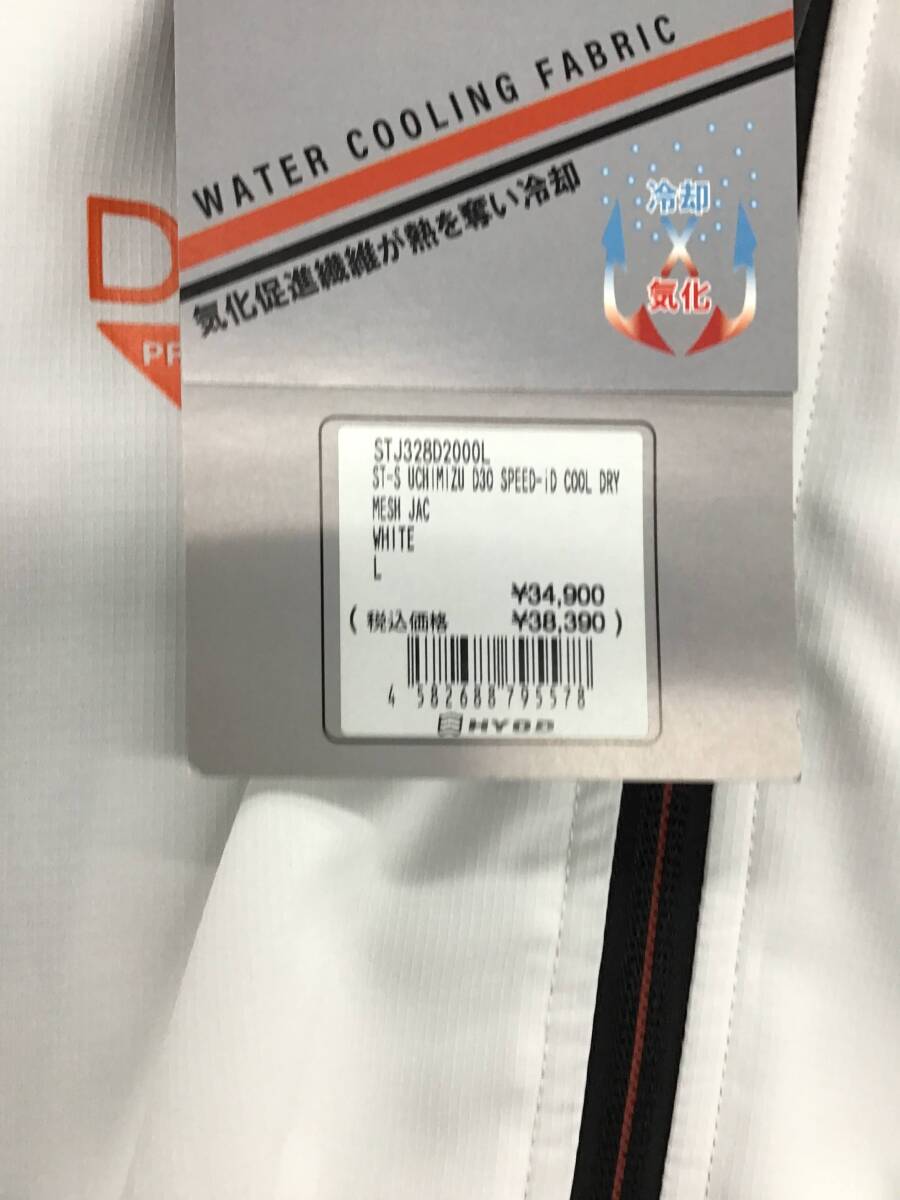 WATER COOLING FABRIC
気化促進繊維が熱を奪い冷却
冷却
気化
D
PR
STJ328D2000L
ST-S UCHIMIZU D3O SPEED-iD COOL DRY
MESH JAC
WHITE
L
¥34,900
( 税込価格 ¥38,390 )
4 582688 795578
HYOD